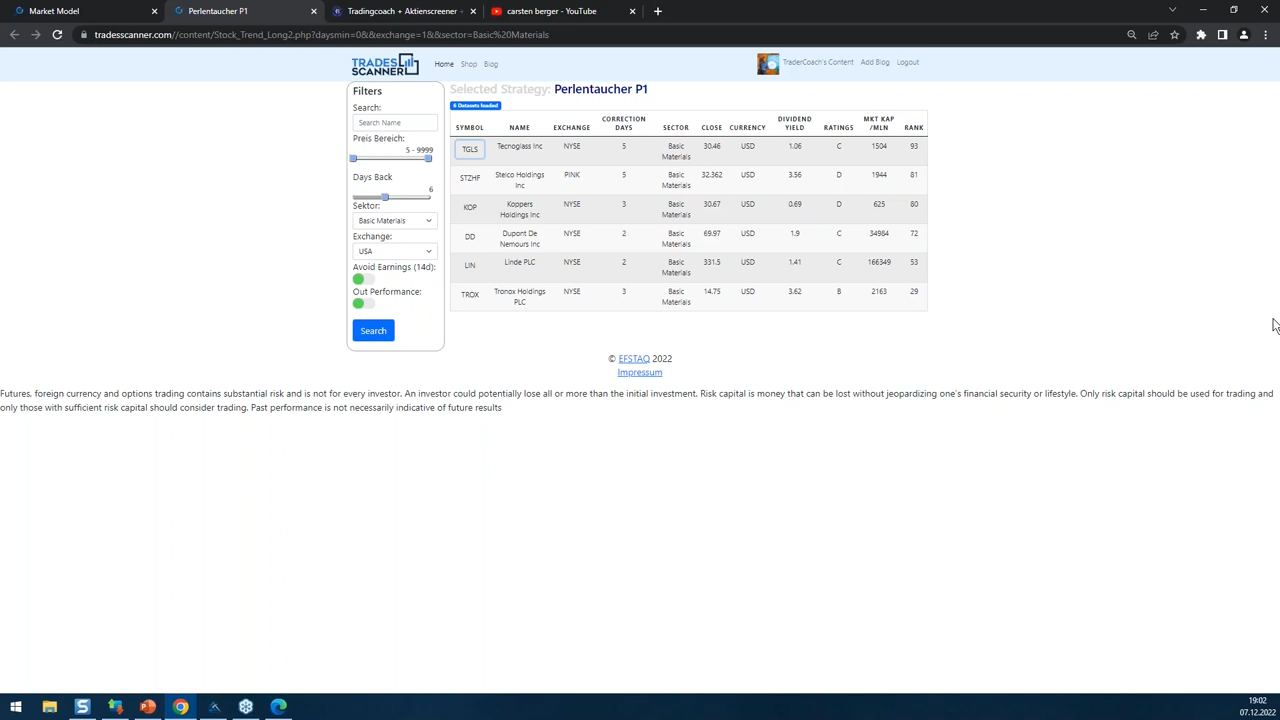 Market Model
Perlentaucher P1
Tradingcoach + Aktienscreener -
carsten berger - YouTube
tradesscanner.com//content/Stock_Trend_Long2.php?daysmin=0&&exchange=1&&sector=Basic%20Materials
TRADES SCANNER
Home Shop Blog
TraderCoach's Content Add Blog Logout
Filters
Search:
Search Name
Preis Bereich:
5 - 9999
Days Back
6
Sektor:
Basic Materials
Exchange:
USA
Avoid Earnings (14d):
Out Performance:
Search
Selected Strategy: Perlentaucher P1
6 Datasets loaded
SYMBOL NAME EXCHANGE CORRECTION DAYS SECTOR CLOSE CURRENCY DIVIDEND YIELD RATINGS MKT KAP /MLN RANK
TGLS Tecnoglass Inc NYSE 5 Basic Materials 30.46 USD 1.06 C 1504 93
STZHF Stelco Holdings Inc PINK 5 Basic Materials 32.362 USD 3.56 D 1944 81
KOP Koppers Holdings Inc NYSE 3 Basic Materials 30.67 USD 0.69 D 625 80
DD Dupont De Nemours Inc NYSE 2 Basic Materials 69.97 USD 1.9 C 34984 72
LIN Linde PLC NYSE 2 Basic Materials 331.5 USD 1.41 C 166349 53
TROX Tronox Holdings PLC NYSE 3 Basic Materials 14.75 USD 3.62 B 2163 29
© EFSTAQ 2022
Impressum
Futures, foreign currency and options trading contains substantial risk and is not for every investor. An investor could potentially lose all or more than the initial investment. Risk capital is money that can be lost without jeopardizing one's financial security or lifestyle. Only risk capital should be used for trading and
only those with sufficient risk capital should consider trading. Past performance is not necessarily indicative of future results
19:02
07.12.2022